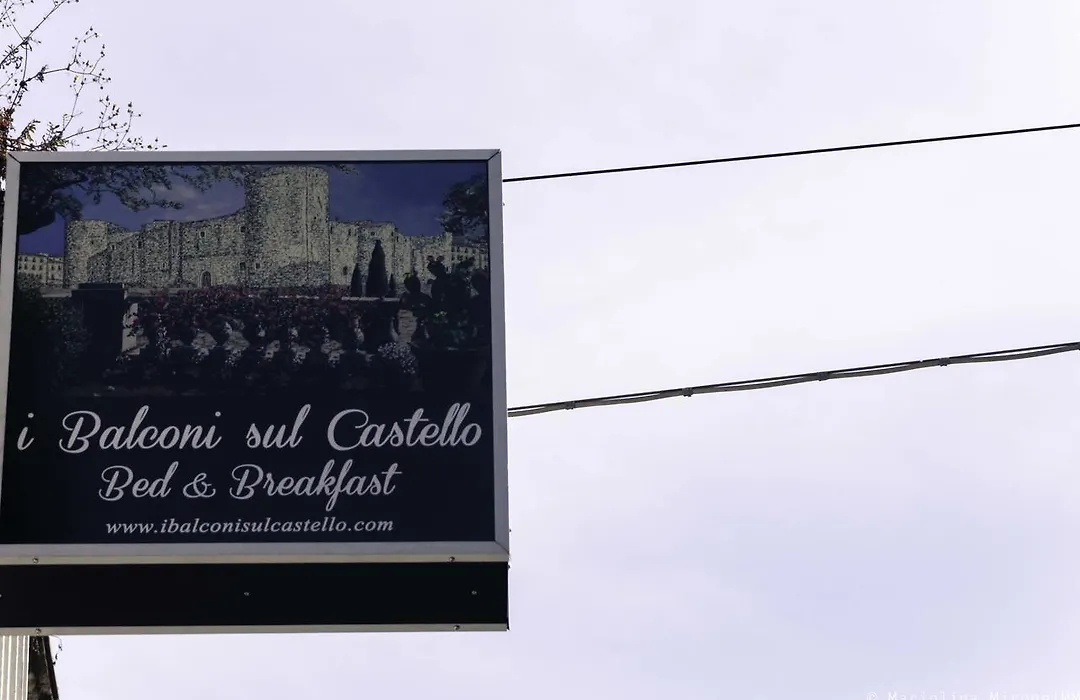 i Balconi sul Castello
Bed & Breakfast
www.ibalconisulcastello.com